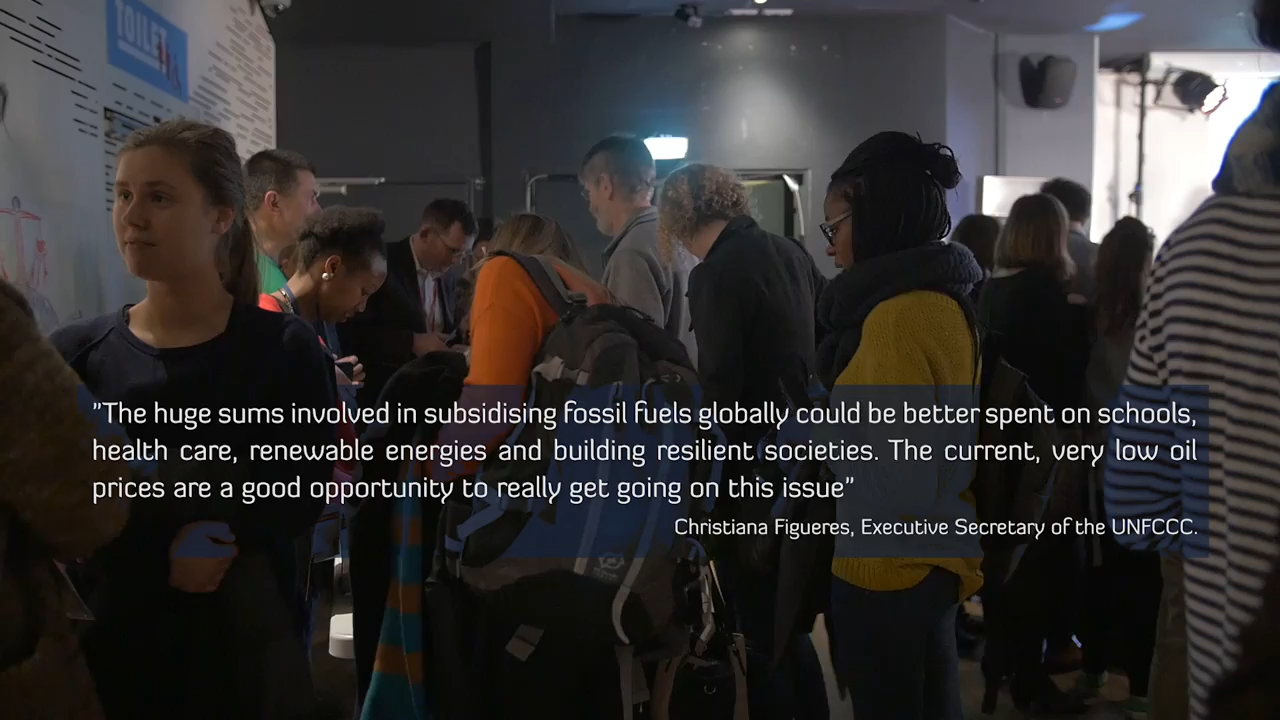 TOILET
"The huge sums involved in subsidising fossil fuels globally could be better spent on schools,
health care, renewable energies and building resilient societies. The current, very low oil
prices are a good opportunity to really get going on this issue"
Christiana Figueres, Executive Secretary of the UNFCCC.